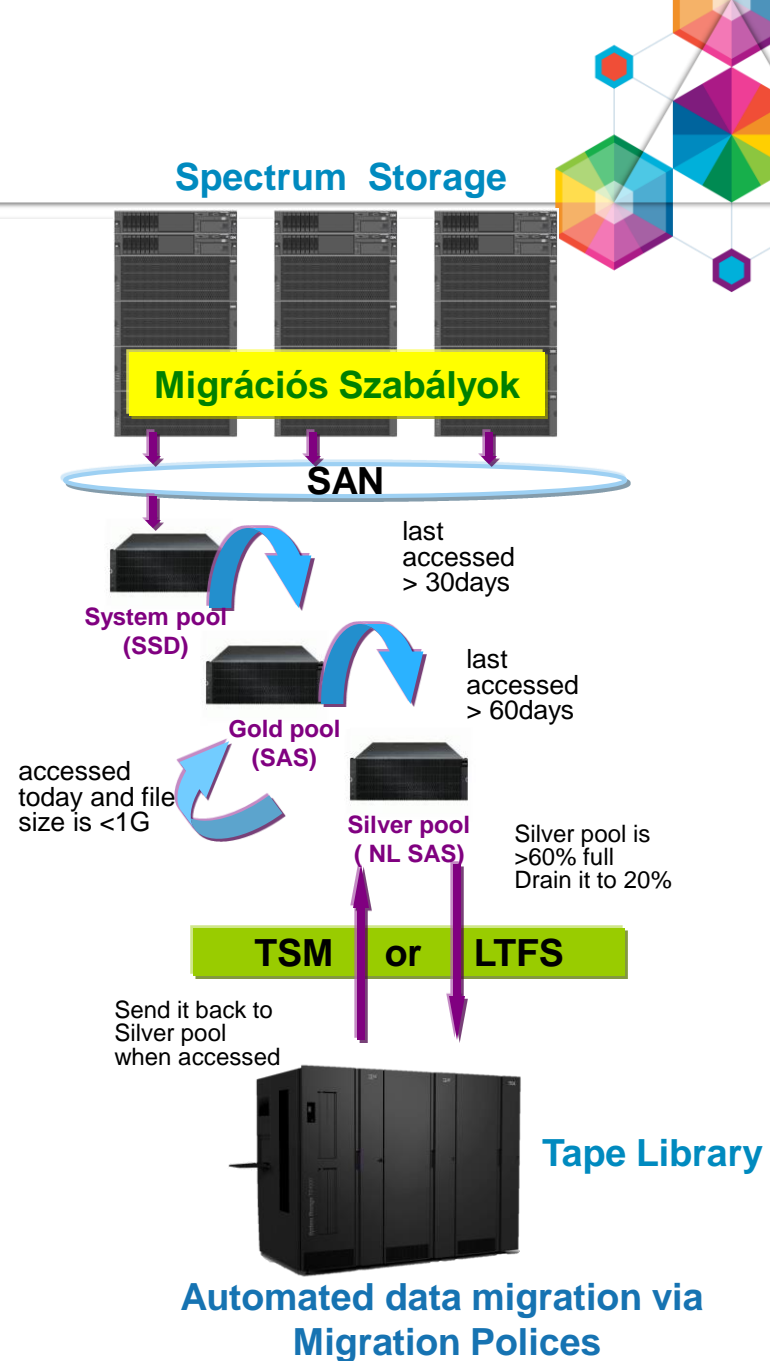 Spectrum Storage
Migrációs Szabályok
SAN
last
accessed
> 30days
System pool
(SSD)
last
accessed
> 60days
Gold pool
(SAS)
accessed
today and file
size is <1G
Silver pool
( NL SAS)
Silver pool is
>60% full
Drain it to 20%
TSM or LTFS
Send it back to
Silver pool
when accessed
Tape Library
Automated data migration via
Migration Polices